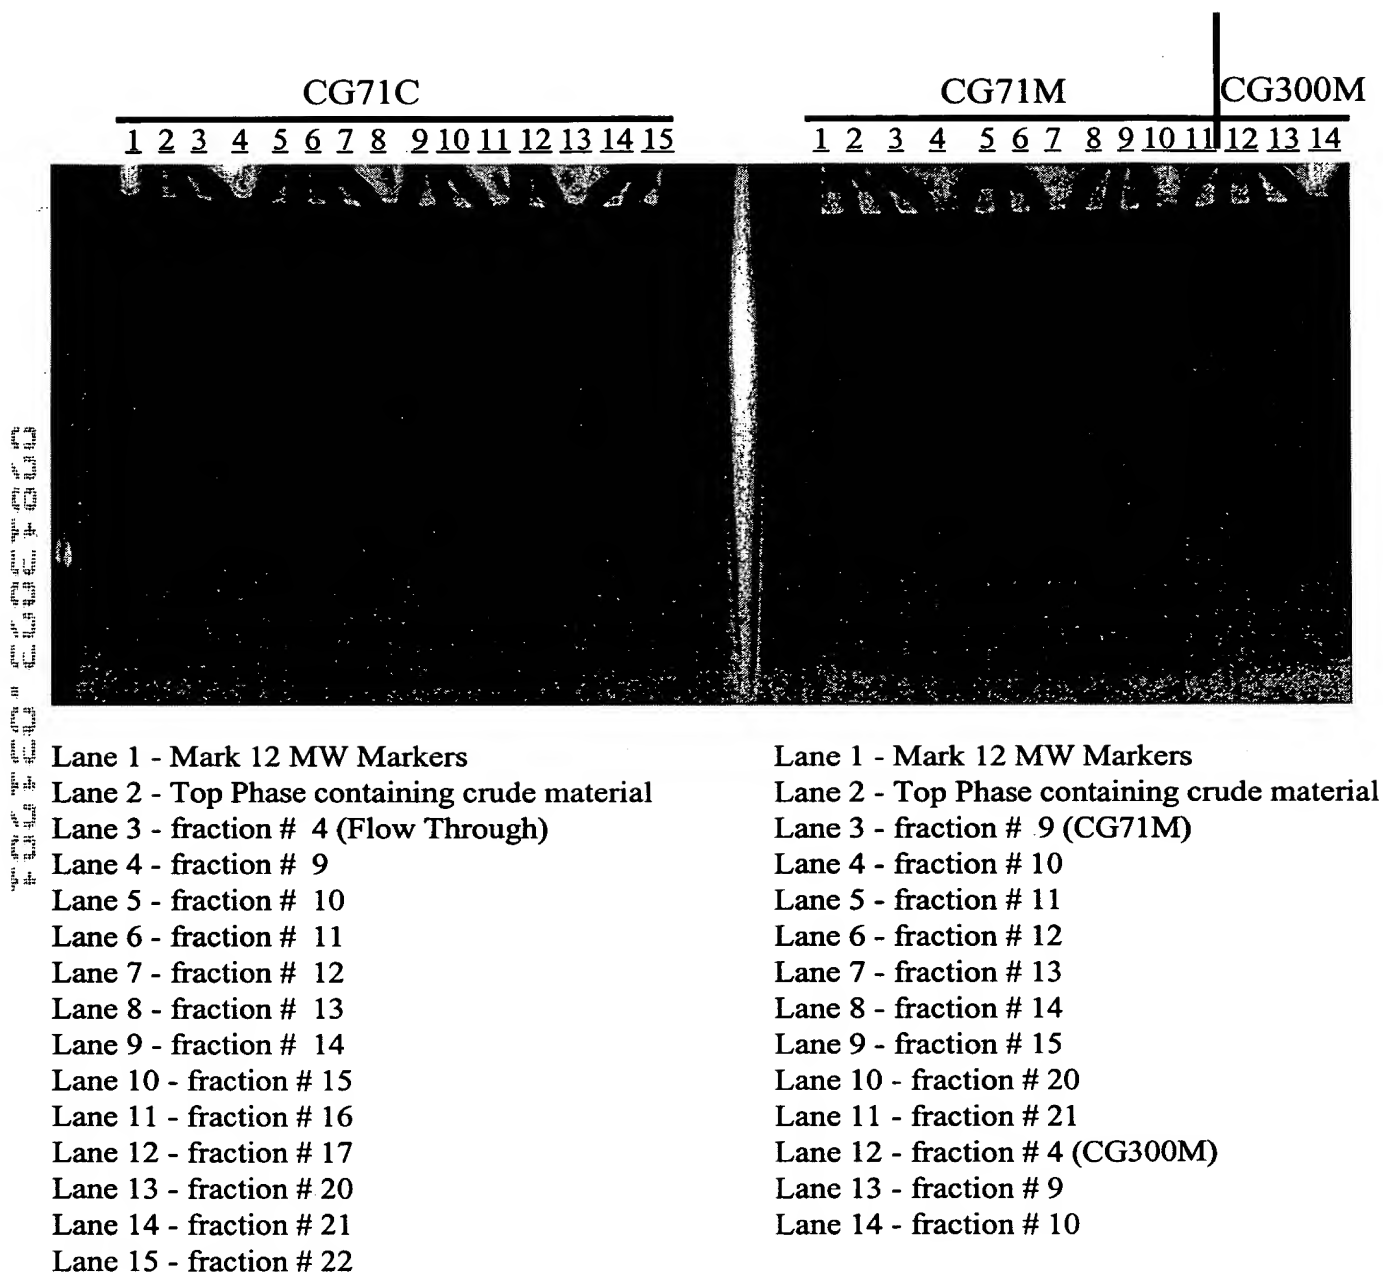 CG71C
1 2 3 4 5 6 7 8 9 10 11 12 13 14 15
CG71M CG300M
1 2 3 4 5 6 7 8 9 10 11 12 13 14
Lane 1 - Mark 12 MW Markers
Lane 2 - Top Phase containing crude material
Lane 3 - fraction # 4 (Flow Through)
Lane 4 - fraction # 9
Lane 5 - fraction # 10
Lane 6 - fraction # 11
Lane 7 - fraction # 12
Lane 8 - fraction # 13
Lane 9 - fraction # 14
Lane 10 - fraction # 15
Lane 11 - fraction # 16
Lane 12 - fraction # 17
Lane 13 - fraction # 20
Lane 14 - fraction # 21
Lane 15 - fraction # 22
Lane 1 - Mark 12 MW Markers
Lane 2 - Top Phase containing crude material
Lane 3 - fraction # 9 (CG71M)
Lane 4 - fraction # 10
Lane 5 - fraction # 11
Lane 6 - fraction # 12
Lane 7 - fraction # 13
Lane 8 - fraction # 14
Lane 9 - fraction # 15
Lane 10 - fraction # 20
Lane 11 - fraction # 21
Lane 12 - fraction # 4 (CG300M)
Lane 13 - fraction # 9
Lane 14 - fraction # 10